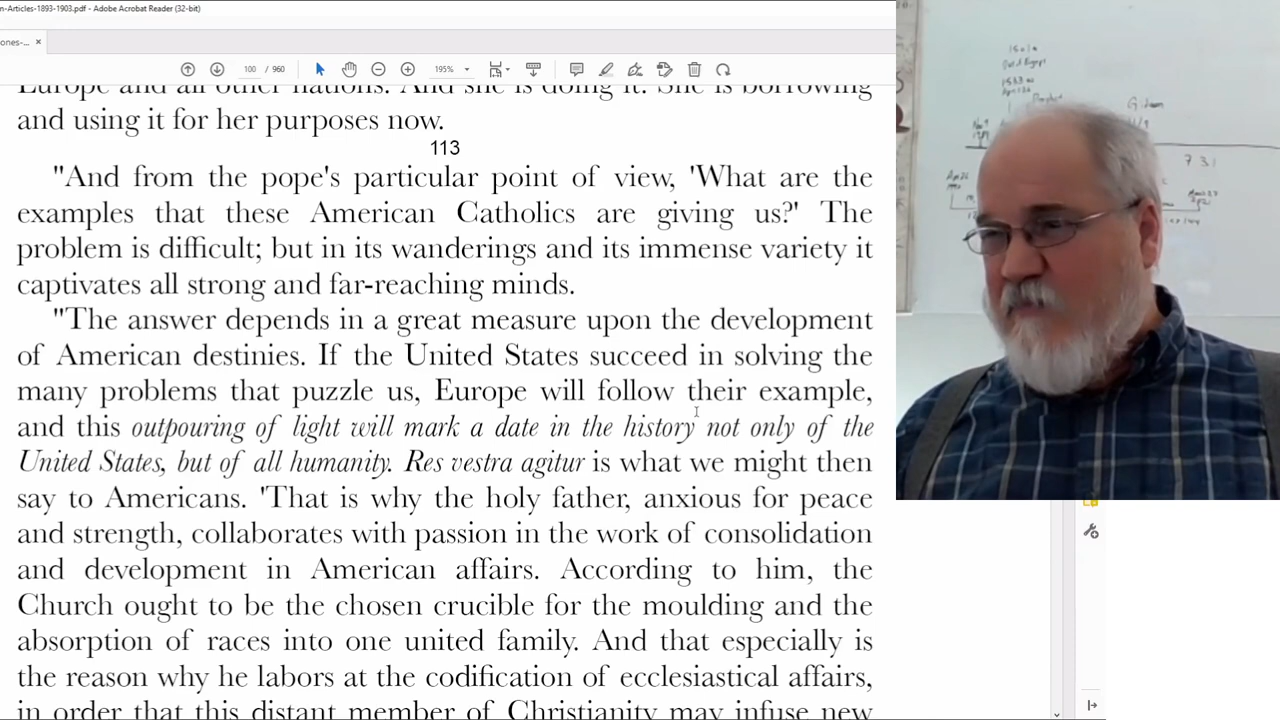 n-Articles-1893-1903.pdf - Adobe Acrobat Reader (32-bit)
ones-... ×
100 / 960
195%
Europe and all other nations. And she is doing it. She is borrowing
and using it for her purposes now.
113
"And from the pope's particular point of view, 'What are the
examples that these American Catholics are giving us?' The
problem is difficult; but in its wanderings and its immense variety it
captivates all strong and far-reaching minds.
"The answer depends in a great measure upon the development
of American destinies. If the United States succeed in solving the
many problems that puzzle us, Europe will follow their example,
and this outpouring of light will mark a date in the history not only of the
United States, but of all humanity. Res vestra agitur is what we might then
say to Americans. 'That is why the holy father, anxious for peace
and strength, collaborates with passion in the work of consolidation
and development in American affairs. According to him, the
Church ought to be the chosen crucible for the moulding and the
absorption of races into one united family. And that especially is
the reason why he labors at the codification of ecclesiastical affairs,
in order that this distant member of Christianity may infuse new
Gideon
7 31